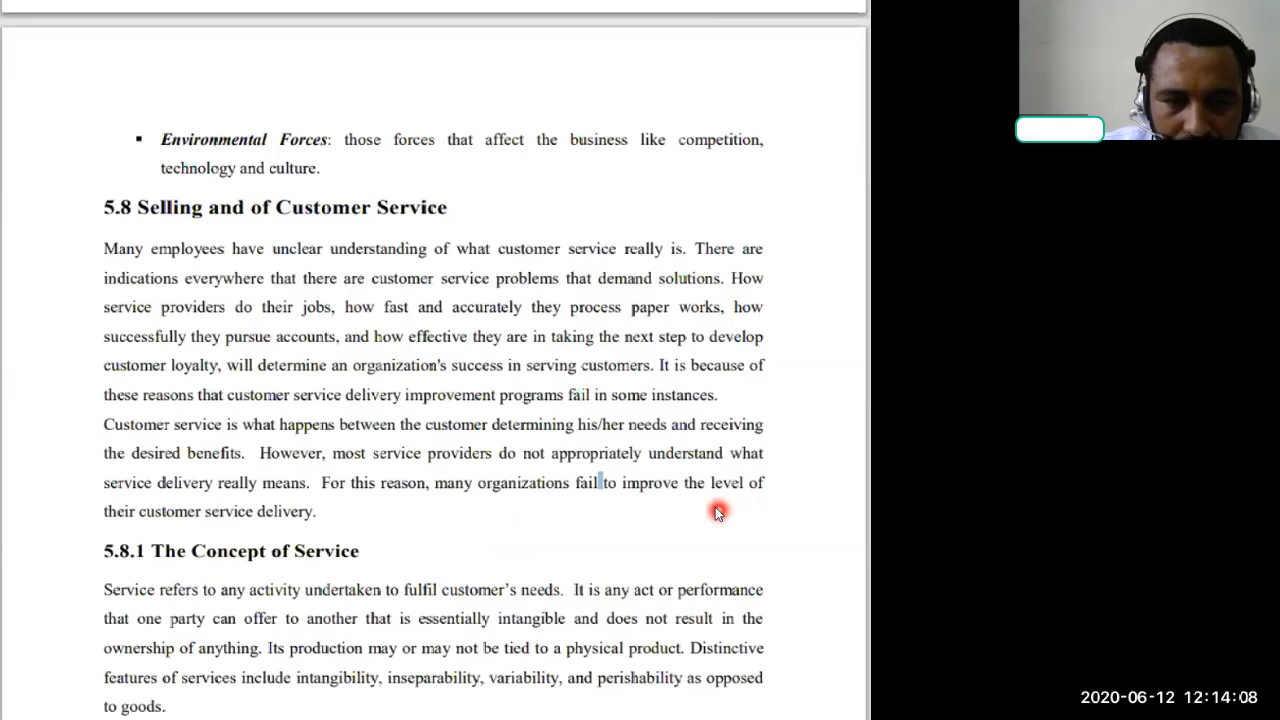 ▪ Environmental Forces: those forces that affect the business like competition,
technology and culture.
5.8 Selling and of Customer Service
Many employees have unclear understanding of what customer service really is. There are
indications everywhere that there are customer service problems that demand solutions. How
service providers do their jobs, how fast and accurately they process paper works, how
successfully they pursue accounts, and how effective they are in taking the next step to develop
customer loyalty, will determine an organization's success in serving customers. It is because of
these reasons that customer service delivery improvement programs fail in some instances.
Customer service is what happens between the customer determining his/her needs and receiving
the desired benefits. However, most service providers do not appropriately understand what
service delivery really means. For this reason, many organizations fail to improve the level of
their customer service delivery.
5.8.1 The Concept of Service
Service refers to any activity undertaken to fulfil customer’s needs. It is any act or performance
that one party can offer to another that is essentially intangible and does not result in the
ownership of anything. Its production may or may not be tied to a physical product. Distinctive
features of services include intangibility, inseparability, variability, and perishability as opposed
to goods.
2020-06-12 12:14:08